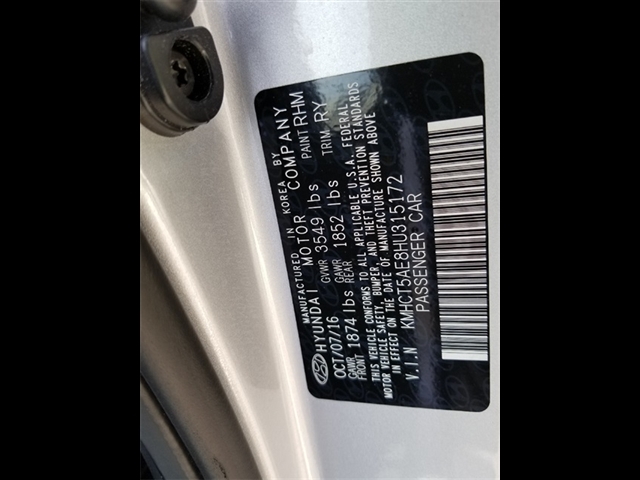 MANUFACTURED IN KOREA BY
HYUNDAI MOTOR COMPANY
OCT/07/16 GVWR 3549 lbs PAINT RHM
GAWR FRONT 1874 lbs GAWR REAR 1852 lbs TRIM RY
THIS VEHICLE CONFORMS TO ALL APPLICABLE U.S.A. FEDERAL
MOTOR VEHICLE SAFETY, BUMPER, AND THEFT PREVENTION STANDARDS
IN EFFECT ON THE DATE OF MANUFACTURE SHOWN ABOVE
V.I.N KMHCT5AE8HU315172
PASSENGER CAR